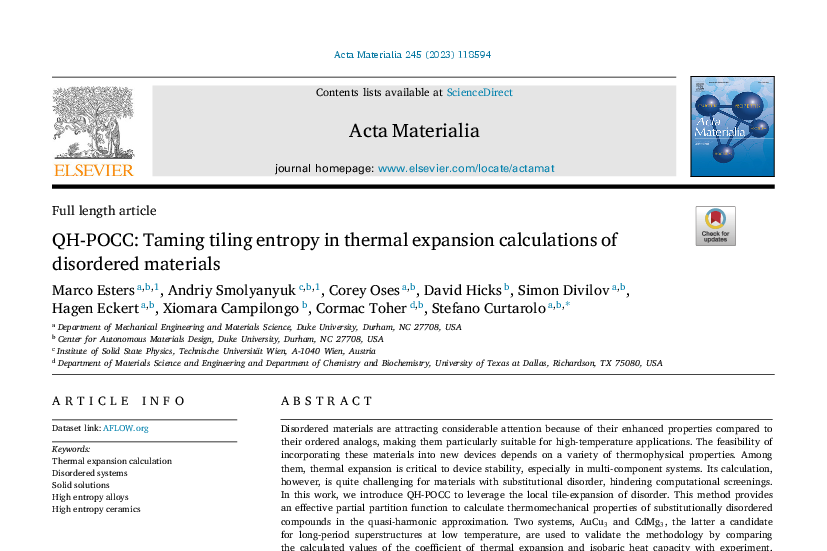 Acta Materialia 245 (2023) 118594
Contents lists available at ScienceDirect
Acta Materialia
journal homepage: www.elsevier.com/locate/actamat
ELSEVIER
Acta
Materialia
Full length article
Check for
updates
QH-POCC: Taming tiling entropy in thermal expansion calculations of
disordered materials
Marco Esters a,b,1, Andriy Smolyanyuk c,b,1, Corey Oses a,b, David Hicks b, Simon Divilov a,b,
Hagen Eckert a,b, Xiomara Campilongo b, Cormac Toher d,b, Stefano Curtarolo a,b,*
a Department of Mechanical Engineering and Materials Science, Duke University, Durham, NC 27708, USA
b Center for Autonomous Materials Design, Duke University, Durham, NC 27708, USA
c Institute of Solid State Physics, Technische Universität Wien, A-1040 Wien, Austria
d Department of Materials Science and Engineering and Department of Chemistry and Biochemistry, University of Texas at Dallas, Richardson, TX 75080, USA
ARTICLE INFO
Dataset link: AFLOW.org
Keywords:
Thermal expansion calculation
Disordered systems
Solid solutions
High entropy alloys
High entropy ceramics
ABSTRACT
Disordered materials are attracting considerable attention because of their enhanced properties compared to
their ordered analogs, making them particularly suitable for high-temperature applications. The feasibility of
incorporating these materials into new devices depends on a variety of thermophysical properties. Among
them, thermal expansion is critical to device stability, especially in multi-component systems. Its calculation,
however, is quite challenging for materials with substitutional disorder, hindering computational screenings.
In this work, we introduce QH-POCC to leverage the local tile-expansion of disorder. This method provides
an effective partial partition function to calculate thermomechanical properties of substitutionally disordered
compounds in the quasi-harmonic approximation. Two systems, AuCu₃ and CdMg₃, the latter a candidate
for long-period superstructures at low temperature, are used to validate the methodology by comparing
the calculated values of the coefficient of thermal expansion and isobaric heat capacity with experiment.